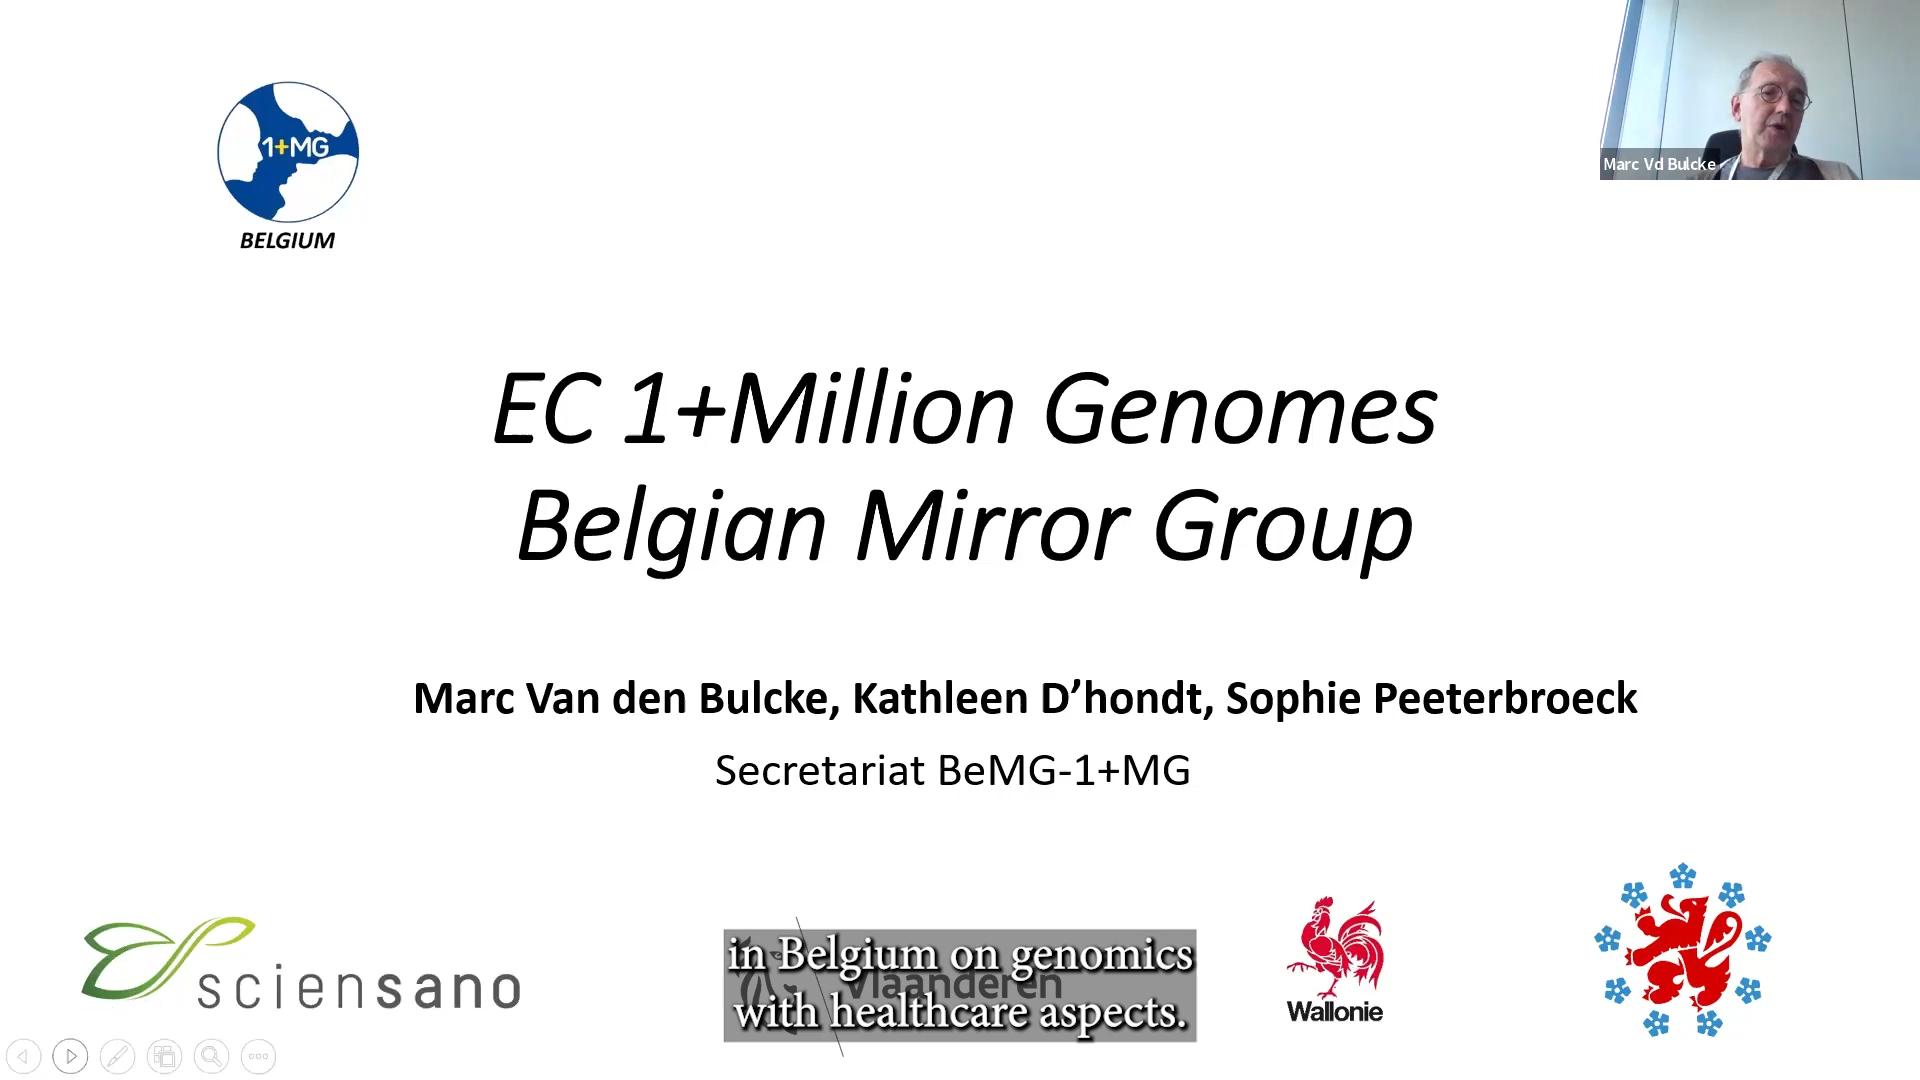 1+MG
BELGIUM
Marc Vd Bulcke
EC 1+Million Genomes
Belgian Mirror Group
Marc Van den Bulcke, Kathleen D’hondt, Sophie Peeterbroeck
Secretariat BeMG-1+MG
sciensano
Vlaanderen
in Belgium on genomics
with healthcare aspects.
Wallonie